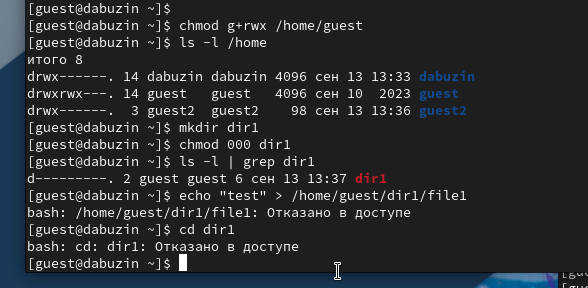 [guest@dabuzin ~]$
[guest@dabuzin ~]$ chmod g+rwx /home/guest
[guest@dabuzin ~]$ ls -l /home
итого 8
drwx------. 14 dabuzin dabuzin 4096 сен 13 13:33 dabuzin
drwxrwx---. 14 guest   guest   4096 сен 10  2023 guest
drwx------.  3 guest2  guest2    98 сен 13 13:36 guest2
[guest@dabuzin ~]$ mkdir dir1
[guest@dabuzin ~]$ chmod 000 dir1
[guest@dabuzin ~]$ ls -l | grep dir1
d---------. 2 guest guest 6 сен 13 13:37 dir1
[guest@dabuzin ~]$ echo "test" > /home/guest/dir1/file1
bash: /home/guest/dir1/file1: Отказано в доступе
[guest@dabuzin ~]$ cd dir1
bash: cd: dir1: Отказано в доступе
[guest@dabuzin ~]$